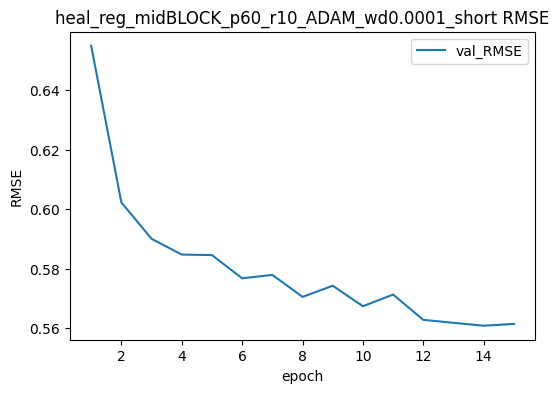 heal_reg_midBLOCK_p60_r10_ADAM_wd0.0001_short RMSE
val_RMSE
RMSE
0.64
0.62
0.60
0.58
0.56
2 4 6 8 10 12 14
epoch